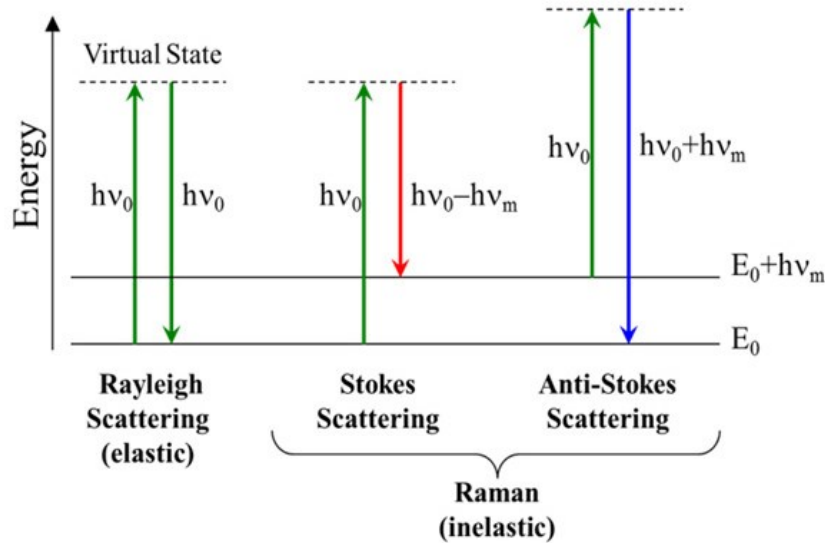 Energy
Virtual State
hν₀
hν₀
hν₀
hν₀–hνₘ
hν₀
hν₀+hνₘ
E₀+hνₘ
E₀
Rayleigh
Scattering
(elastic)
Stokes
Scattering
Anti-Stokes
Scattering
Raman
(inelastic)